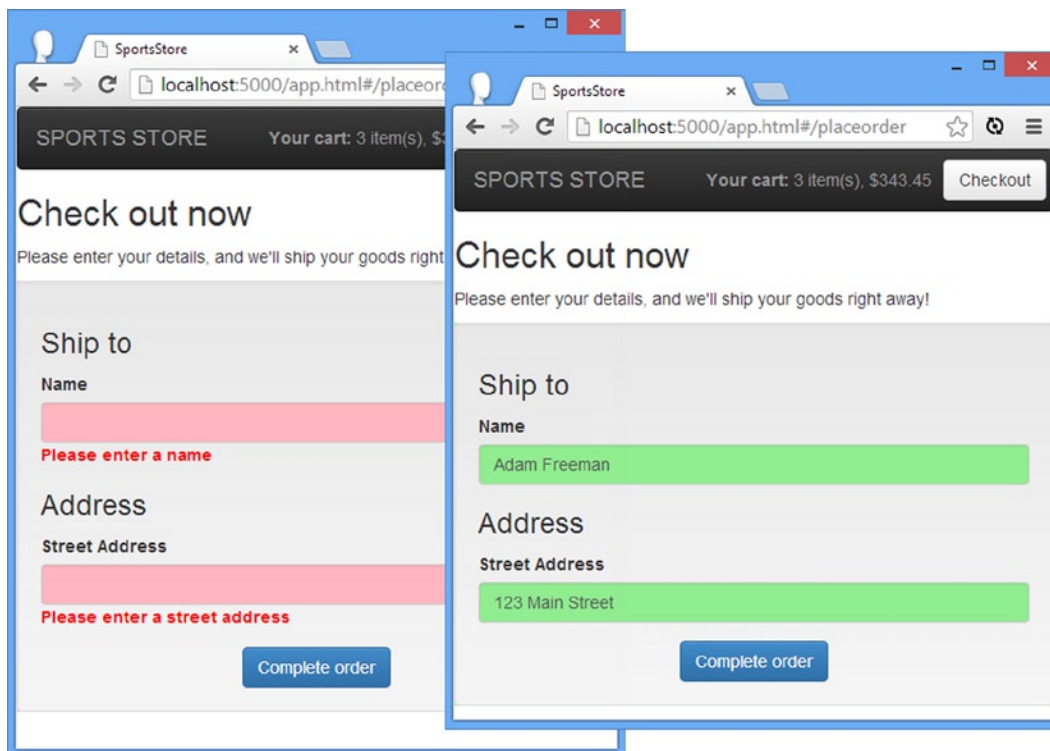 SportsStore
localhost:5000/app.html#/placeor
SPORTS STORE Your cart: 3 item(s),
Check out now
Please enter your details, and we'll ship your goods right
Ship to
Name
Please enter a name
Address
Street Address
Please enter a street address
Complete order
SportsStore
localhost:5000/app.html#/placeorder
SPORTS STORE Your cart: 3 item(s), $343.45 Checkout
Check out now
Please enter your details, and we'll ship your goods right away!
Ship to
Name
Adam Freeman
Address
Street Address
123 Main Street
Complete order